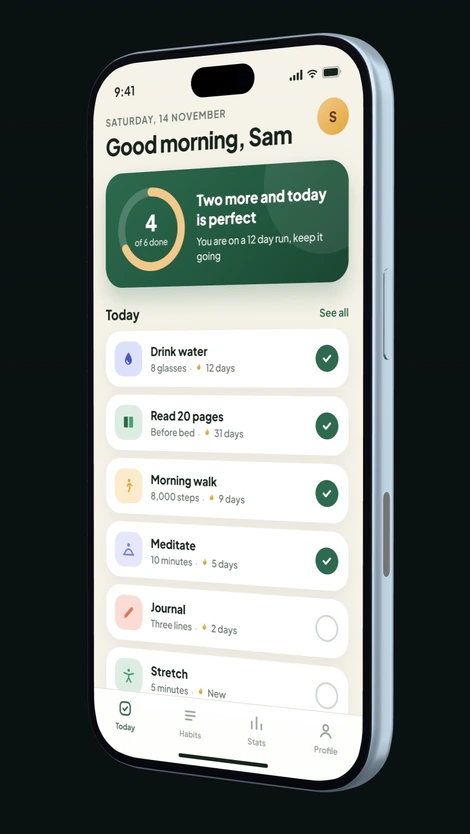 9:41
SATURDAY, 14 NOVEMBER
Good morning, Sam
S
4
of 6 done
Two more and today
is perfect
You are on a 12 day run, keep it
going
Today
See all
Drink water
8 glasses · 12 days
Read 20 pages
Before bed · 31 days
Morning walk
8,000 steps · 9 days
Meditate
10 minutes · 5 days
Journal
Three lines · 2 days
Stretch
5 minutes · New
Today
Habits
Stats
Profile